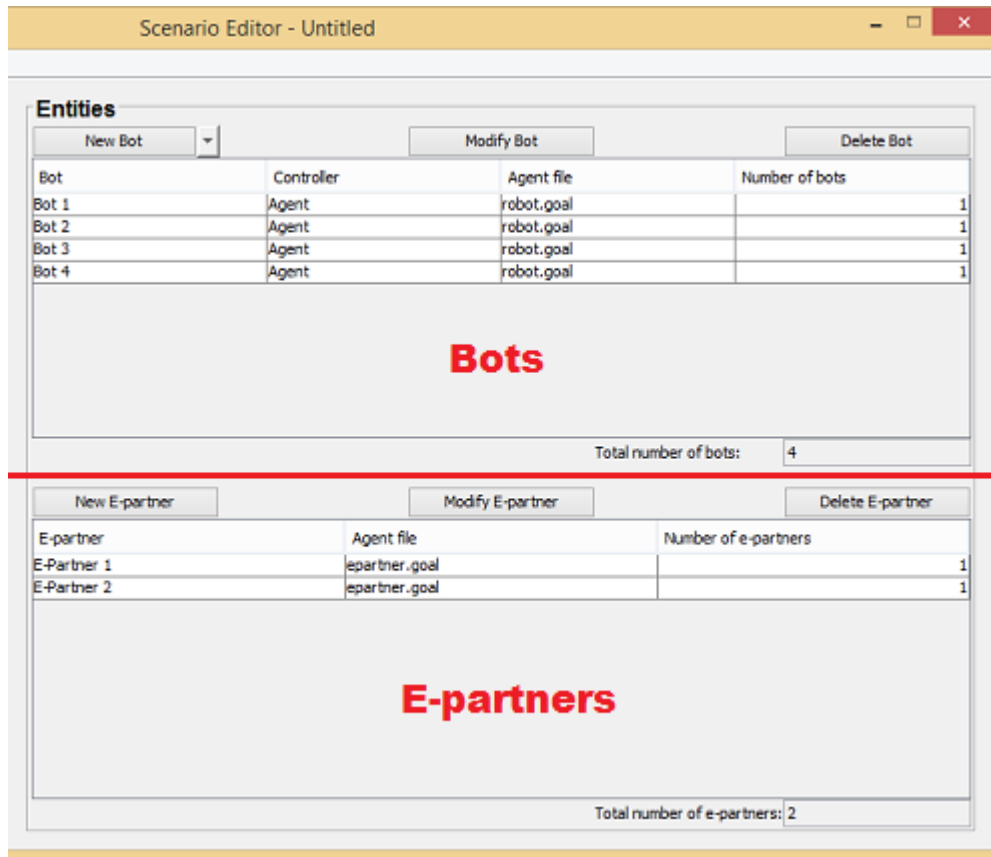 Scenario Editor - Untitled
Entities
New Bot Modify Bot Delete Bot
Bot Controller Agent file Number of bots
Bot 1 Agent robot.goal 1
Bot 2 Agent robot.goal 1
Bot 3 Agent robot.goal 1
Bot 4 Agent robot.goal 1
Bots
Total number of bots: 4
New E-partner Modify E-partner Delete E-partner
E-partner Agent file Number of e-partners
E-Partner 1 epartner.goal 1
E-Partner 2 epartner.goal 1
E-partners
Total number of e-partners: 2